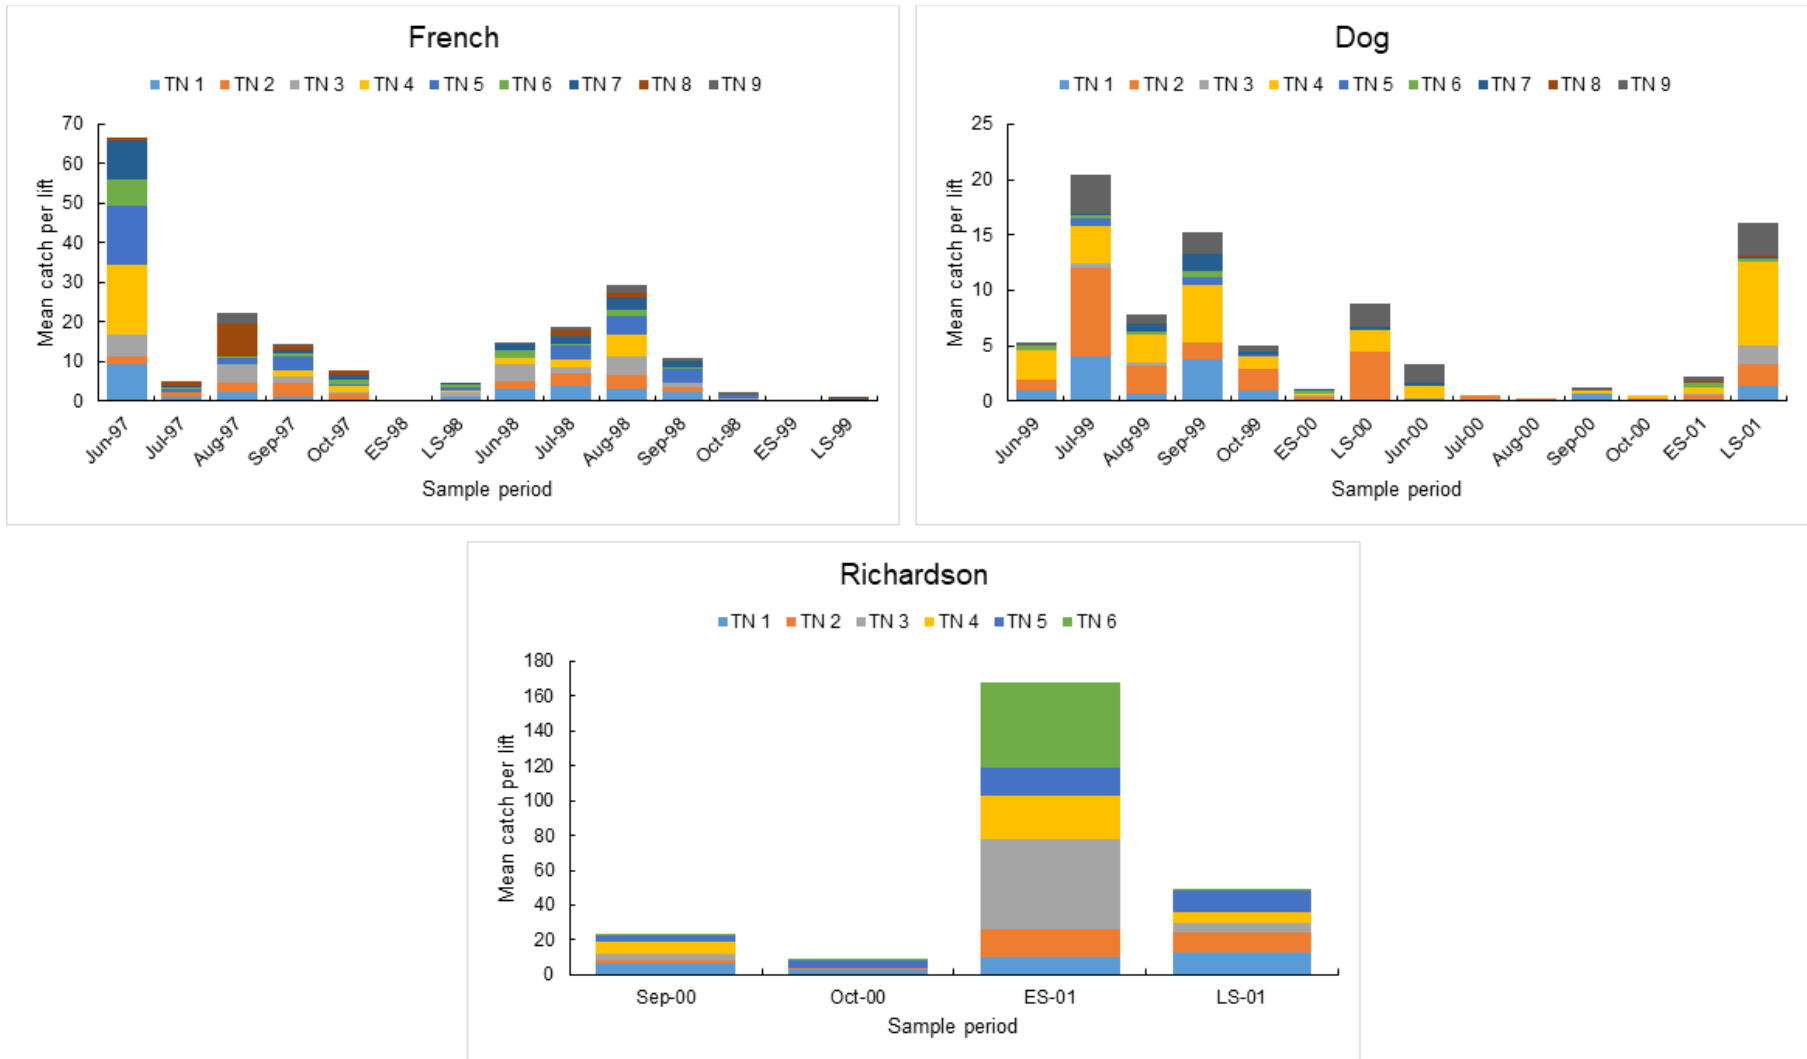 French
TN 1 TN 2 TN 3 TN 4 TN 5 TN 6 TN 7 TN 8 TN 9
Mean catch per lift
70
60
50
40
30
20
10
0
Jun-97 Jul-97 Aug-97 Sep-97 Oct-97 ES-98 LS-98 Jun-98 Jul-98 Aug-98 Sep-98 Oct-98 ES-99 LS-99
Sample period
Dog
TN 1 TN 2 TN 3 TN 4 TN 5 TN 6 TN 7 TN 8 TN 9
Mean catch per lift
25
20
15
10
5
0
Jun-99 Jul-99 Aug-99 Sep-99 Oct-99 ES-00 LS-00 Jun-00 Jul-00 Aug-00 Sep-00 Oct-00 ES-01 LS-01
Sample period
Richardson
TN 1 TN 2 TN 3 TN 4 TN 5 TN 6
Mean catch per lift
180
160
140
120
100
80
60
40
20
0
Sep-00 Oct-00 ES-01 LS-01
Sample period